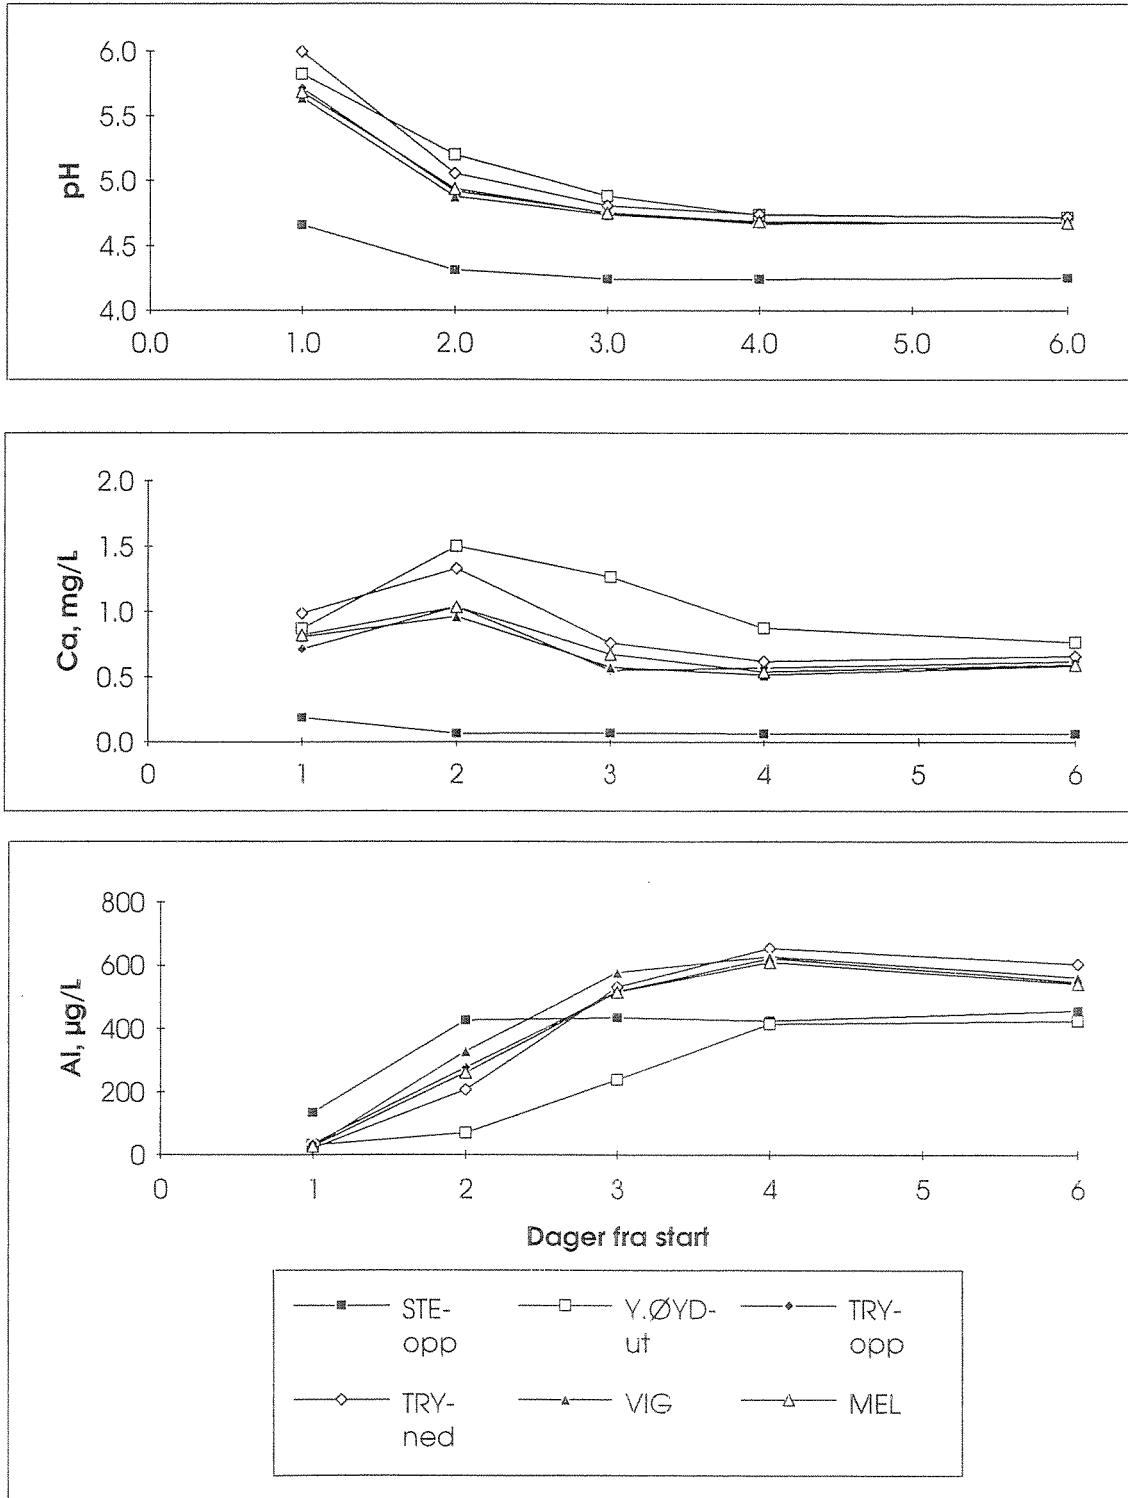 6.0
5.5
5.0
4.5
4.0
pH
0.0 1.0 2.0 3.0 4.0 5.0 6.0
2.0
1.5
1.0
0.5
0.0
Ca, mg/L
0 1 2 3 4 5 6
800
600
400
200
0
Al, µg/L
0 1 2 3 4 5 6
Dager fra start
STE- Y.ØYD- TRY-
opp ut opp
TRY- VIG MEL
ned